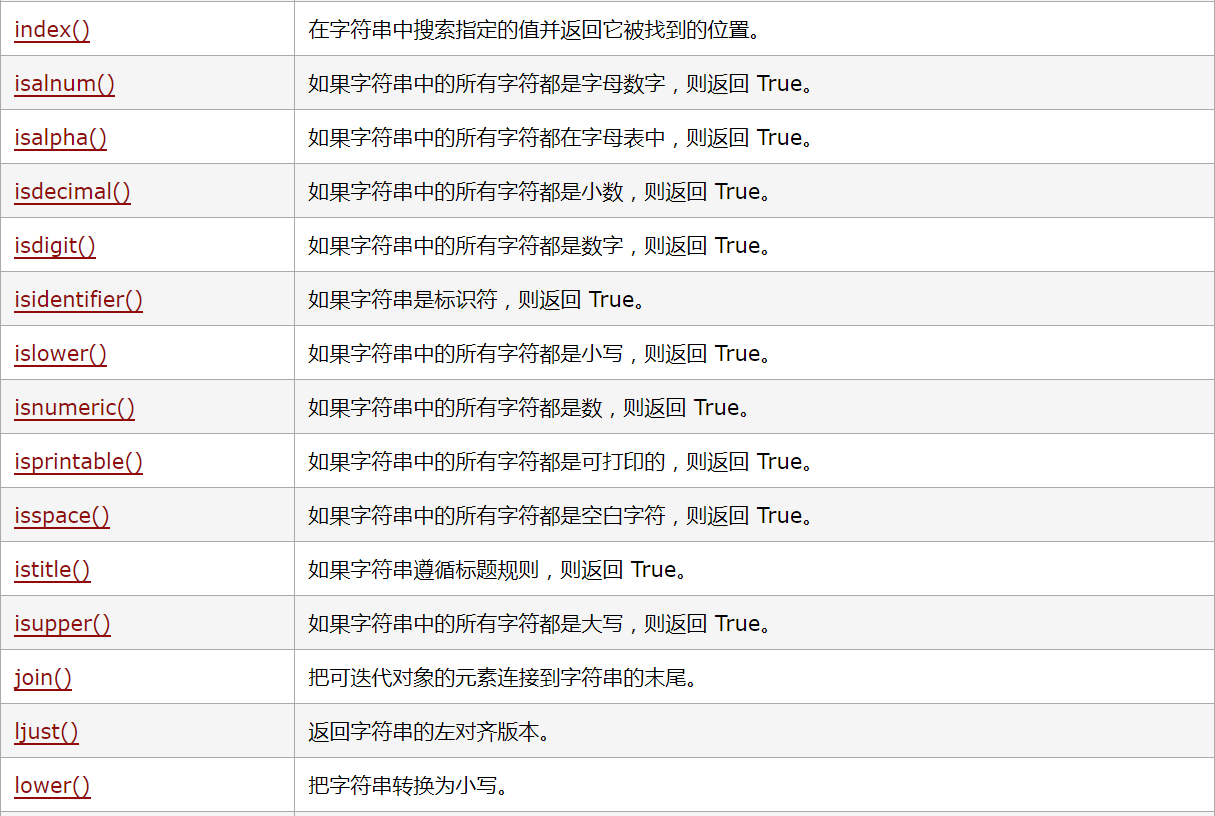 index() 在字符串中搜索指定的值并返回它被找到的位置。
isalnum() 如果字符串中的所有字符都是字母数字，则返回 True。
isalpha() 如果字符串中的所有字符都在字母表中，则返回 True。
isdecimal() 如果字符串中的所有字符都是小数，则返回 True。
isdigit() 如果字符串中的所有字符都是数字，则返回 True。
isidentifier() 如果字符串是标识符，则返回 True。
islower() 如果字符串中的所有字符都是小写，则返回 True。
isnumeric() 如果字符串中的所有字符都是数，则返回 True。
isprintable() 如果字符串中的所有字符都是可打印的，则返回 True。
isspace() 如果字符串中的所有字符都是空白字符，则返回 True。
istitle() 如果字符串遵循标题规则，则返回 True。
isupper() 如果字符串中的所有字符都是大写，则返回 True。
join() 把可迭代对象的元素连接到字符串的末尾。
ljust() 返回字符串的左对齐版本。
lower() 把字符串转换为小写。